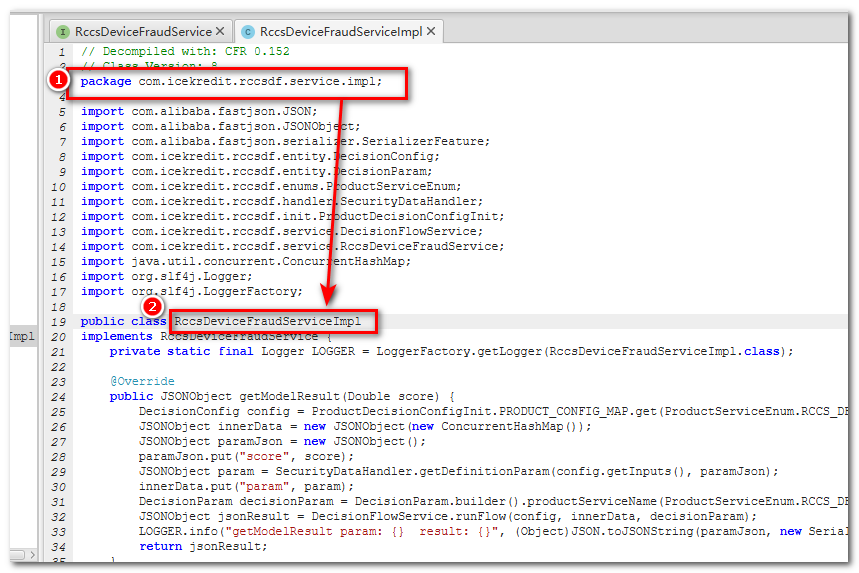 RccsDeviceFraudService
RccsDeviceFraudServiceImpl
1 // Decompiled with: CFR 0.152
2 // Class Version: 8
1 package com.icekredit.rccsdf.service.impl;
4
5 import com.alibaba.fastjson.JSON;
6 import com.alibaba.fastjson.JSONObject;
7 import com.alibaba.fastjson.serializer.SerializerFeature;
8 import com.icekredit.rccsdf.entity.DecisionConfig;
9 import com.icekredit.rccsdf.entity.DecisionParam;
10 import com.icekredit.rccsdf.enums.ProductServiceEnum;
11 import com.icekredit.rccsdf.handler.SecurityDataHandler;
12 import com.icekredit.rccsdf.init.ProductDecisionConfigInit;
13 import com.icekredit.rccsdf.service.DecisionFlowService;
14 import com.icekredit.rccsdf.service.RccsDeviceFraudService;
15 import java.util.concurrent.ConcurrentHashMap;
16 import org.slf4j.Logger;
17 import org.slf4j.LoggerFactory;
18 2
19 public class RccsDeviceFraudServiceImpl
Impl
20 implements RccsDeviceFraudService {
21 private static final Logger LOGGER = LoggerFactory.getLogger(RccsDeviceFraudServiceImpl.class);
22
23 @Override
24 public JSONObject getModelResult(Double score) {
25 DecisionConfig config = ProductDecisionConfigInit.PRODUCT_CONFIG_MAP.get(ProductServiceEnum.RCCS_DE
26 JSONObject innerData = new JSONObject(new ConcurrentHashMap());
27 JSONObject paramJson = new JSONObject();
28 paramJson.put("score", score);
29 JSONObject param = SecurityDataHandler.getDefinitionParam(config.getInputs(), paramJson);
30 innerData.put("param", param);
31 DecisionParam decisionParam = DecisionParam.builder().productServiceName(ProductServiceEnum.RCCS_DE
32 JSONObject jsonResult = DecisionFlowService.runFlow(config, innerData, decisionParam);
33 LOGGER.info("getModelResult param: {} result: {}", (Object)JSON.toJSONString(paramJson, new Serial
34 return jsonResult;
35 }